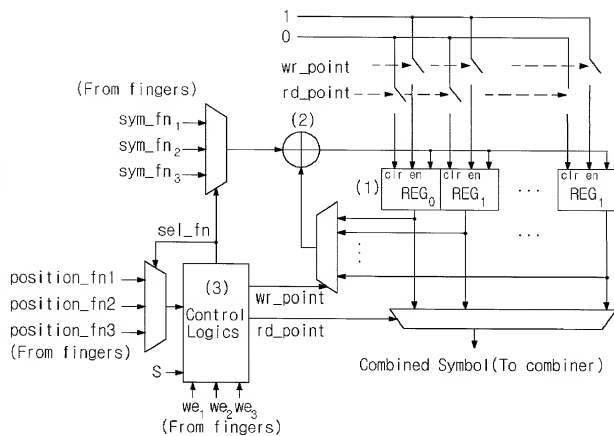 1
0
wr_point
rd_point
(From fingers)
(2)
sym_fn1
sym_fn2
sym_fn3
(1)
clr en
REG0
clr en
REG1
...
clr en
REG1
...
sel_fn
position_fn1
position_fn2
position_fn3
(From fingers)
(3)
Control
Logics
wr_point
rd_point
S
we1 we2 we3
(From fingers)
Combined Symbol(To combiner)